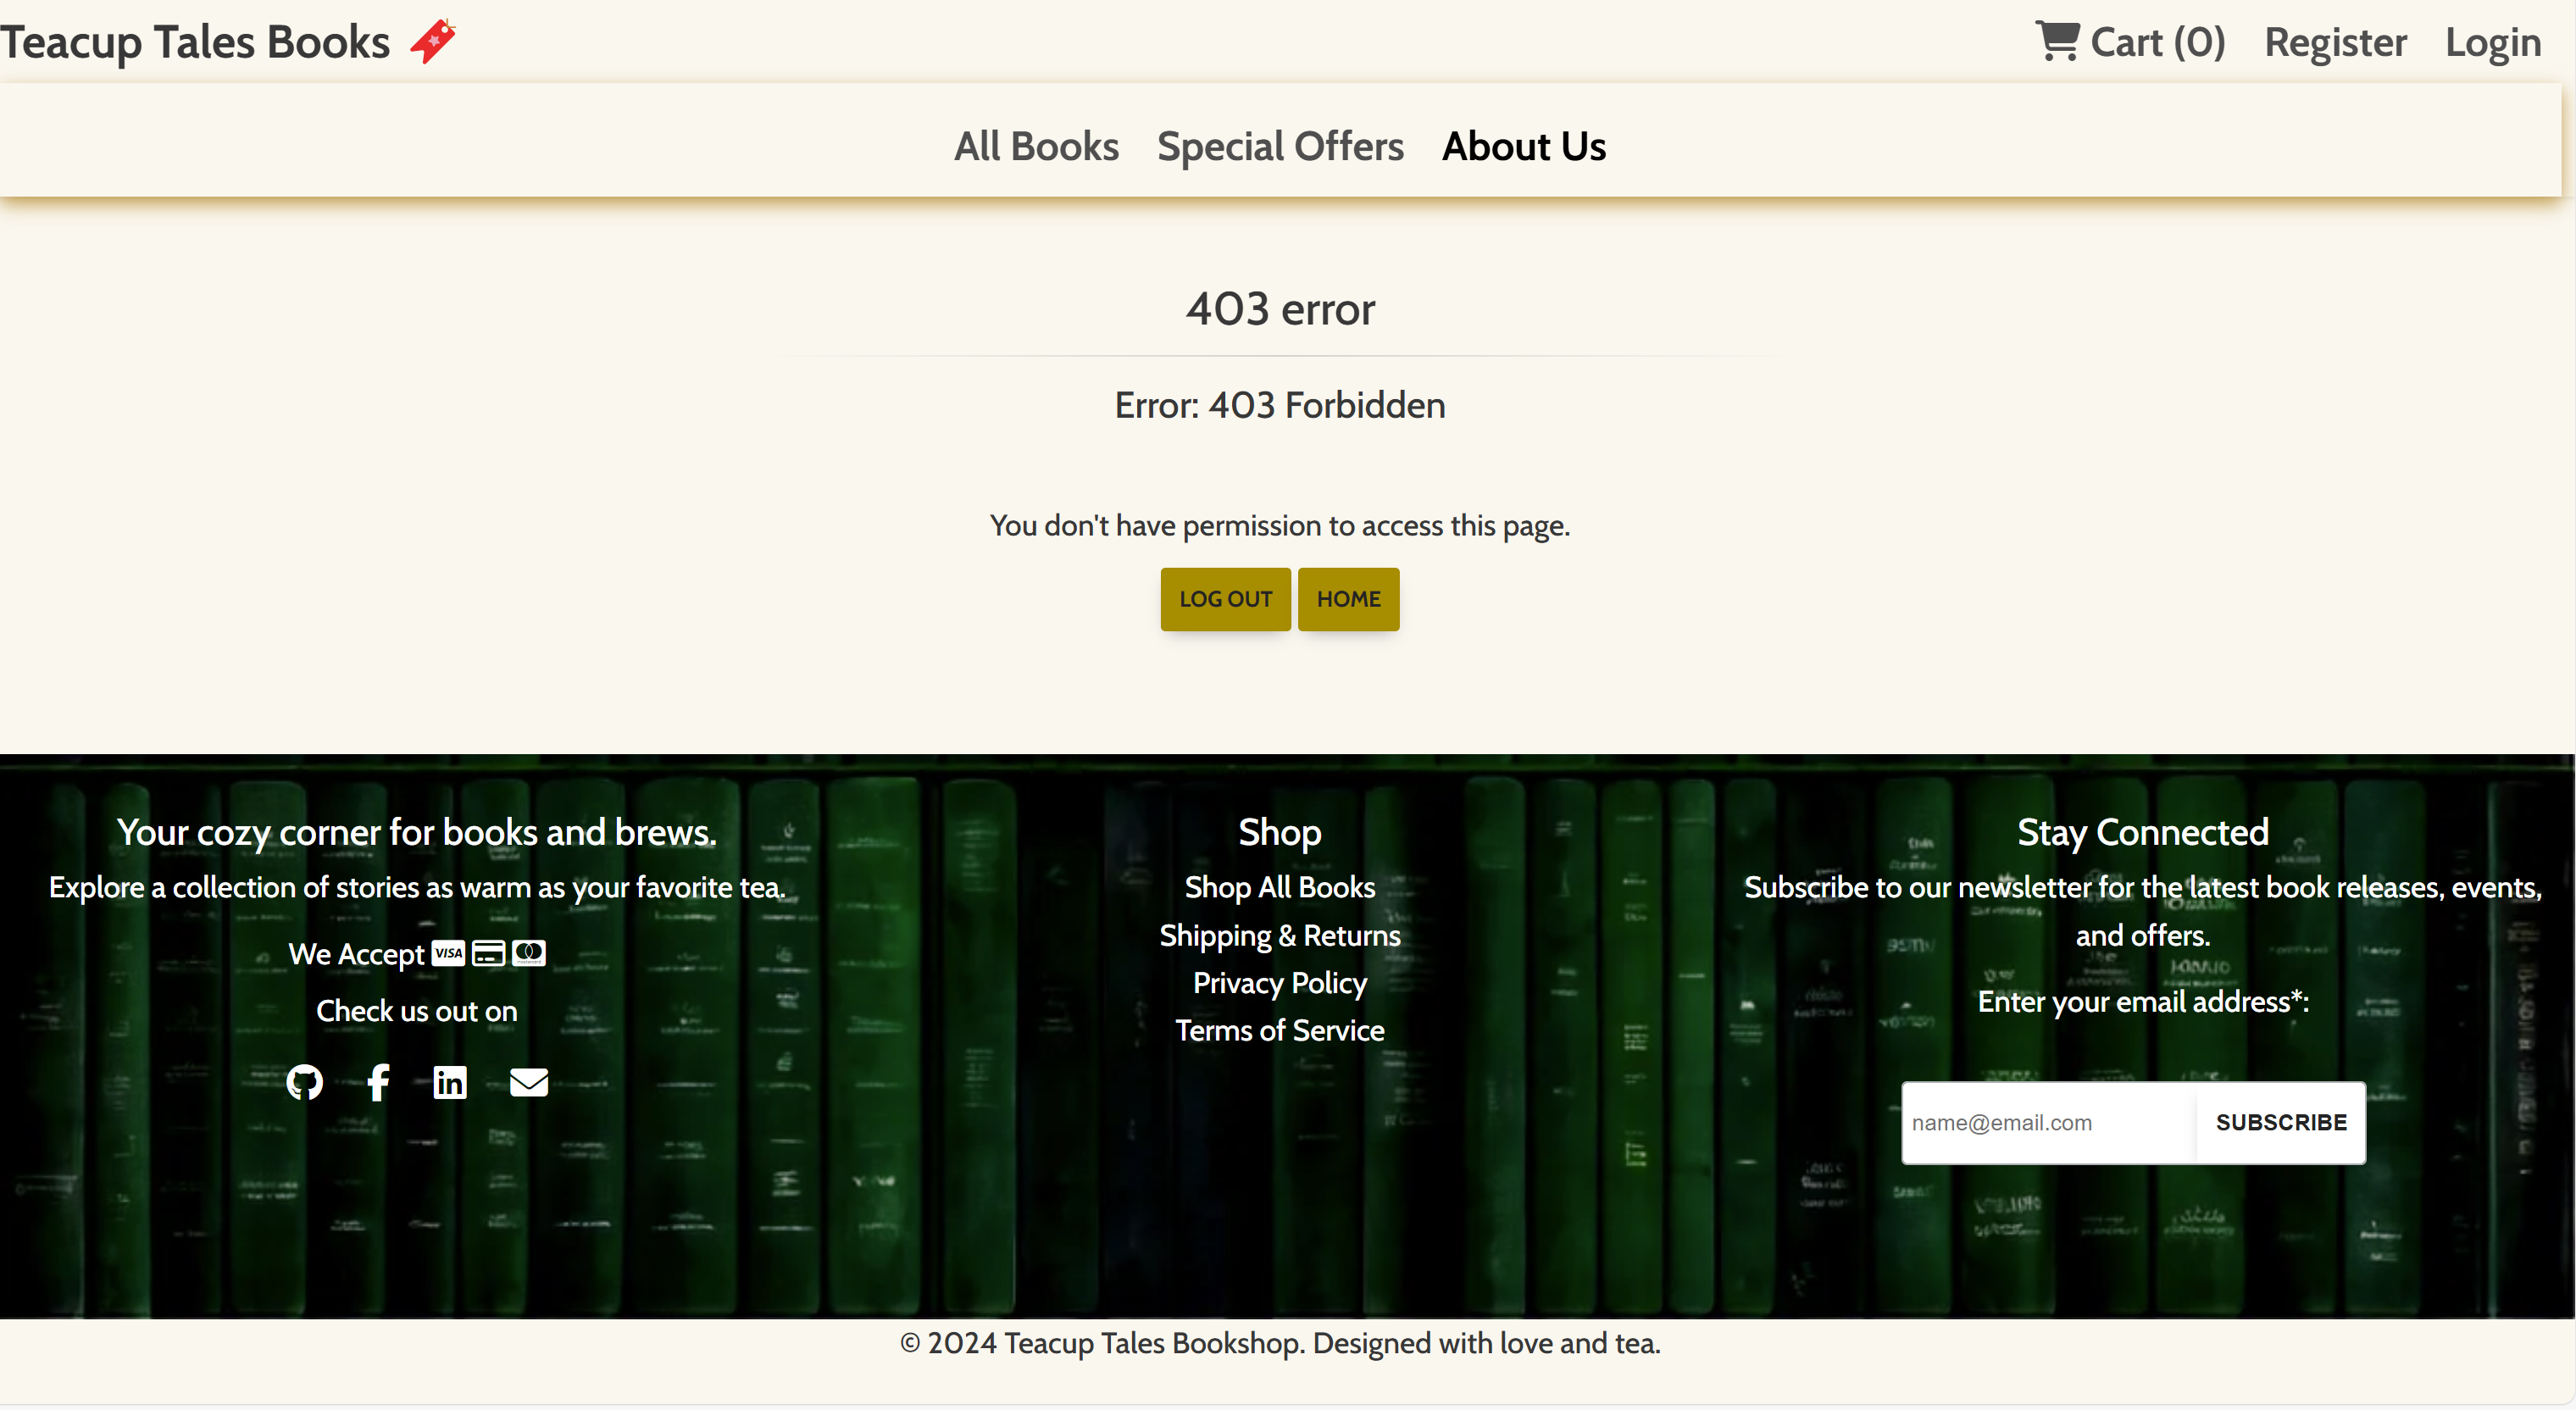 Teacup Tales Books
Cart (0) Register Login
All Books Special Offers About Us
403 error
Error: 403 Forbidden
You don't have permission to access this page.
LOG OUT HOME
Your cozy corner for books and brews.
Explore a collection of stories as warm as your favorite tea.
We Accept VISA
Check us out on
Shop
Shop All Books
Shipping & Returns
Privacy Policy
Terms of Service
Stay Connected
Subscribe to our newsletter for the latest book releases, events,
and offers.
Enter your email address*:
name@email.com SUBSCRIBE
© 2024 Teacup Tales Bookshop. Designed with love and tea.